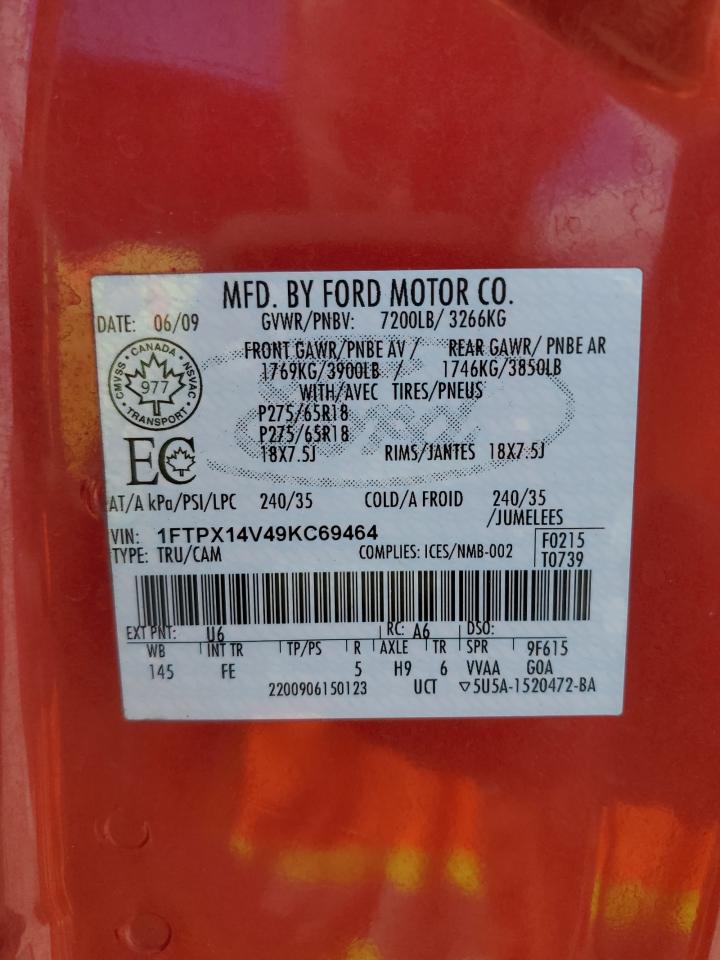 MFD. BY FORD MOTOR CO.
DATE: 06/09 GVWR/PNBV: 7200LB/ 3266KG
FRONT GAWR/PNBE AV / REAR GAWR/ PNBE AR
1769KG/3900LB / 1746KG/3850LB
WITH/AVEC TIRES/PNEUS
CANADA CMVSS NSVAC 977 TRANSPORT
P275/65R18
P275/65R18
EC
18X7.5J RIMS/JANTES 18X7.5J
AT/A kPa/PSI/LPC 240/35 COLD/A FROID 240/35
/JUMELEES
VIN: 1FTPX14V49KC69464 F0215
TYPE: TRU/CAM COMPLIES: ICES/NMB-002 T0739
EXT PNT: U6 RC: A6 DSO:
WB INT TR TP/PS R AXLE TR SPR 9F615
145 FE 5 H9 6 VVAA GOA
2200906150123 UCT ▽5U5A-1520472-BA